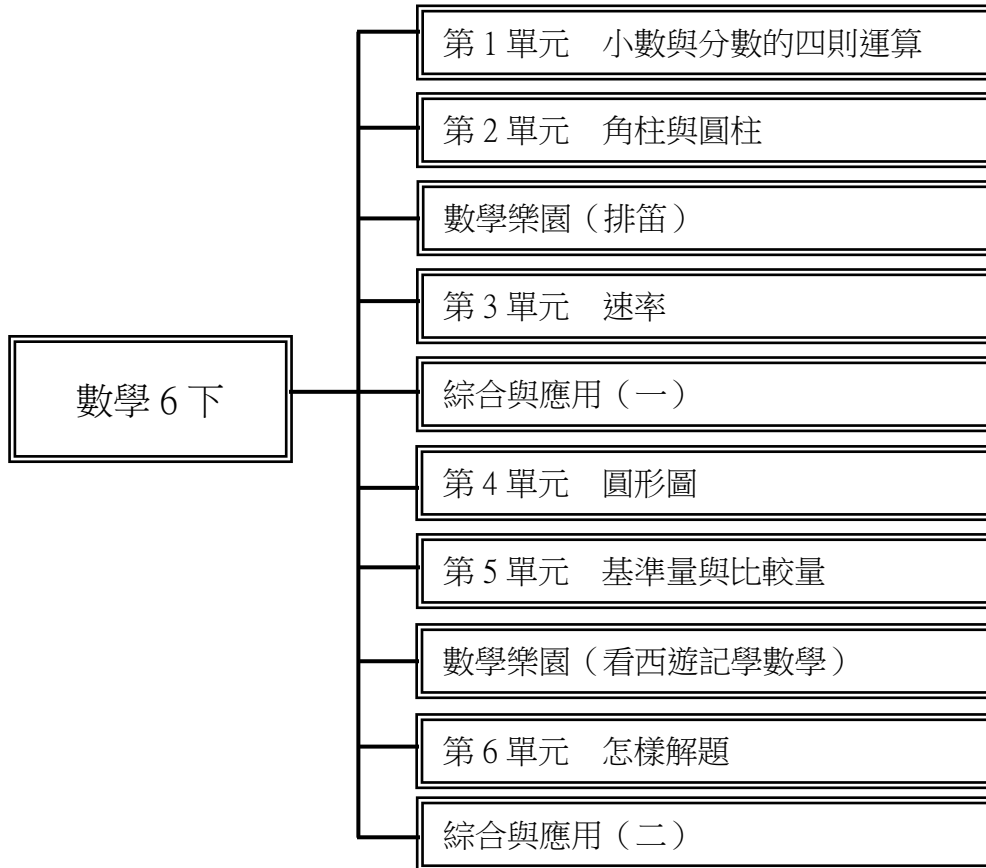 第 1 單元　小數與分數的四則運算
第 2 單元　角柱與圓柱
數學樂園（排笛）
第 3 單元　速率
數學 6 下
綜合與應用（一）
第 4 單元　圓形圖
第 5 單元　基準量與比較量
數學樂園（看西遊記學數學）
第 6 單元　怎樣解題
綜合與應用（二）